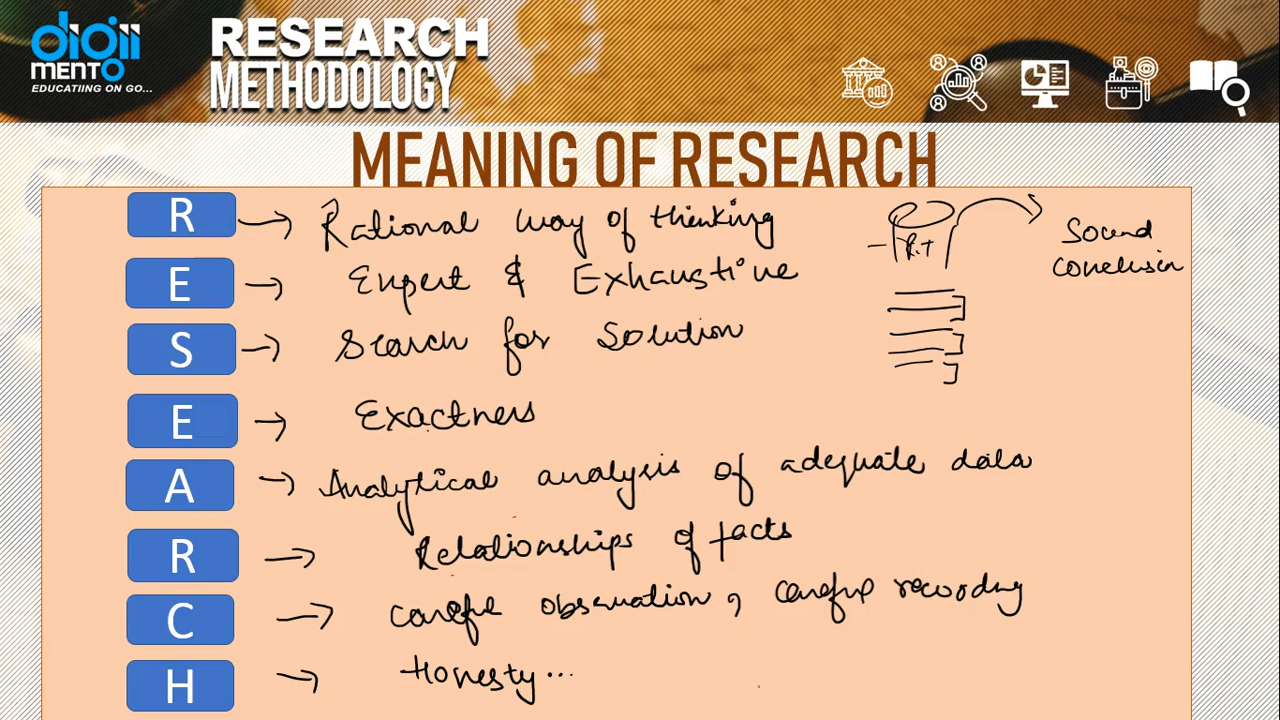 digii
MENTO
EDUCATIING ON GO...
RESEARCH
METHODOLOGY
MEANING OF RESEARCH
R → Rational way of thinking
E → Expert & Exhaustive
S → Search for Solution
E → Exactness
A → Analytical analysis of adequate data
R → Relationships of facts
C → Careful observation, Careful recording
H → Honesty...
R.T
Sound
Conclusion